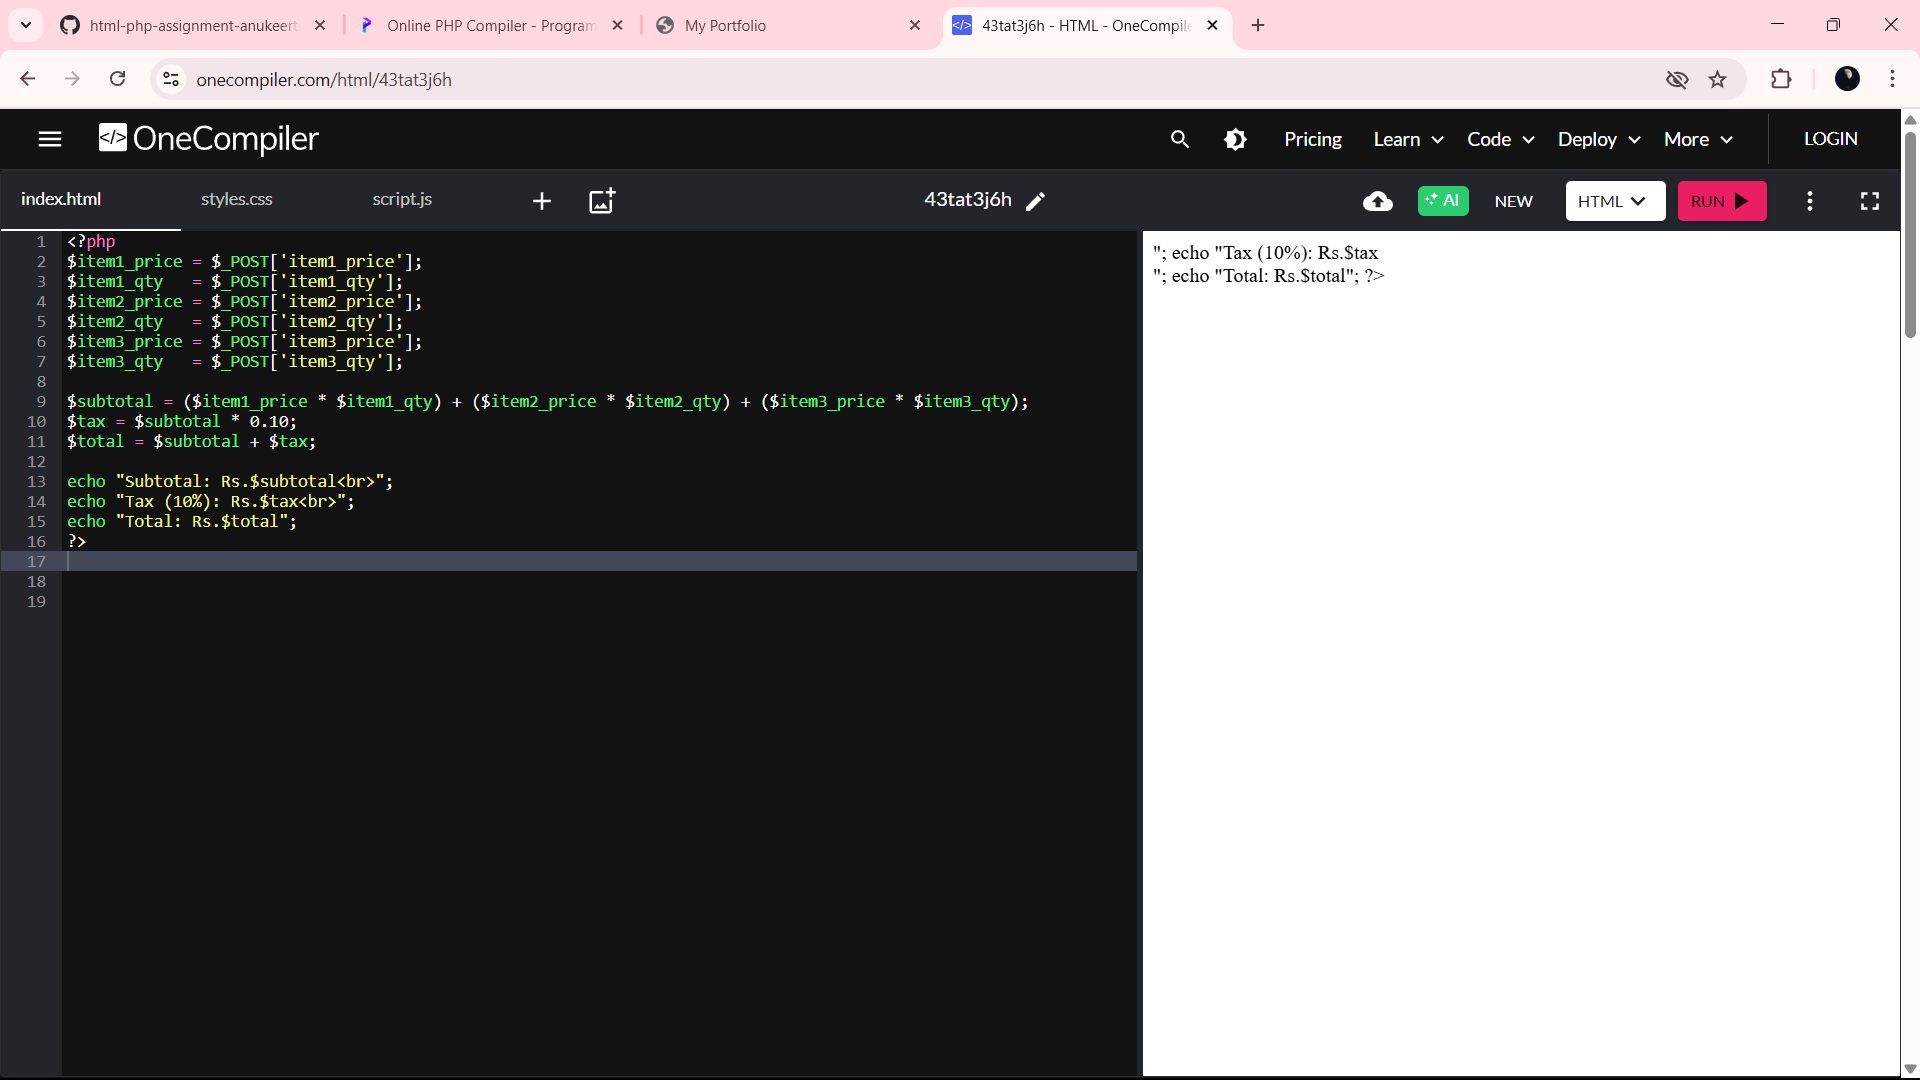 html-php-assignment-anukeert
Online PHP Compiler - Program
My Portfolio
</> 43tat3j6h - HTML - OneCompile
onecompiler.com/html/43tat3j6h
</> OneCompiler
Pricing
Learn
Code
Deploy
More
LOGIN
index.html
styles.css
script.js
43tat3j6h
AI
NEW
HTML
RUN
1 <?php
2 $item1_price = $_POST['item1_price'];
3 $item1_qty   = $_POST['item1_qty'];
4 $item2_price = $_POST['item2_price'];
5 $item2_qty   = $_POST['item2_qty'];
6 $item3_price = $_POST['item3_price'];
7 $item3_qty   = $_POST['item3_qty'];
8
9 $subtotal = ($item1_price * $item1_qty) + ($item2_price * $item2_qty) + ($item3_price * $item3_qty);
10 $tax = $subtotal * 0.10;
11 $total = $subtotal + $tax;
12
13 echo "Subtotal: Rs.$subtotal<br>";
14 echo "Tax (10%): Rs.$tax<br>";
15 echo "Total: Rs.$total";
16 ?>
17
18
19
"; echo "Tax (10%): Rs.$tax
"; echo "Total: Rs.$total"; ?>